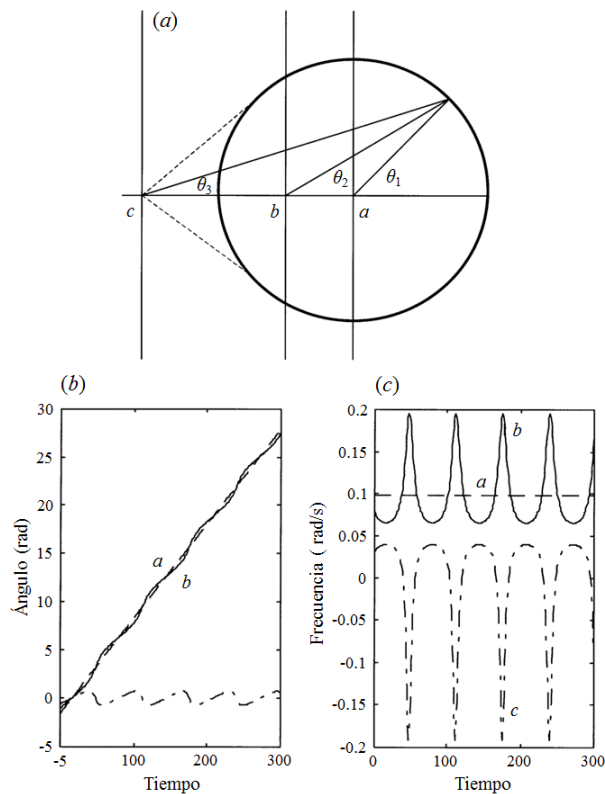 (a)
θ3
θ2
θ1
c
b
a
(b)
30
25
20
15
10
5
0
-5
Ángulo (rad)
a
b
-5
100
200
300
Tiempo
(c)
0.2
0.15
0.1
0.05
0
-0.1
-0.1
-0.15
-0.2
Frecuencia ( rad/s)
b
a
c
0
100
200
300
Tiempo